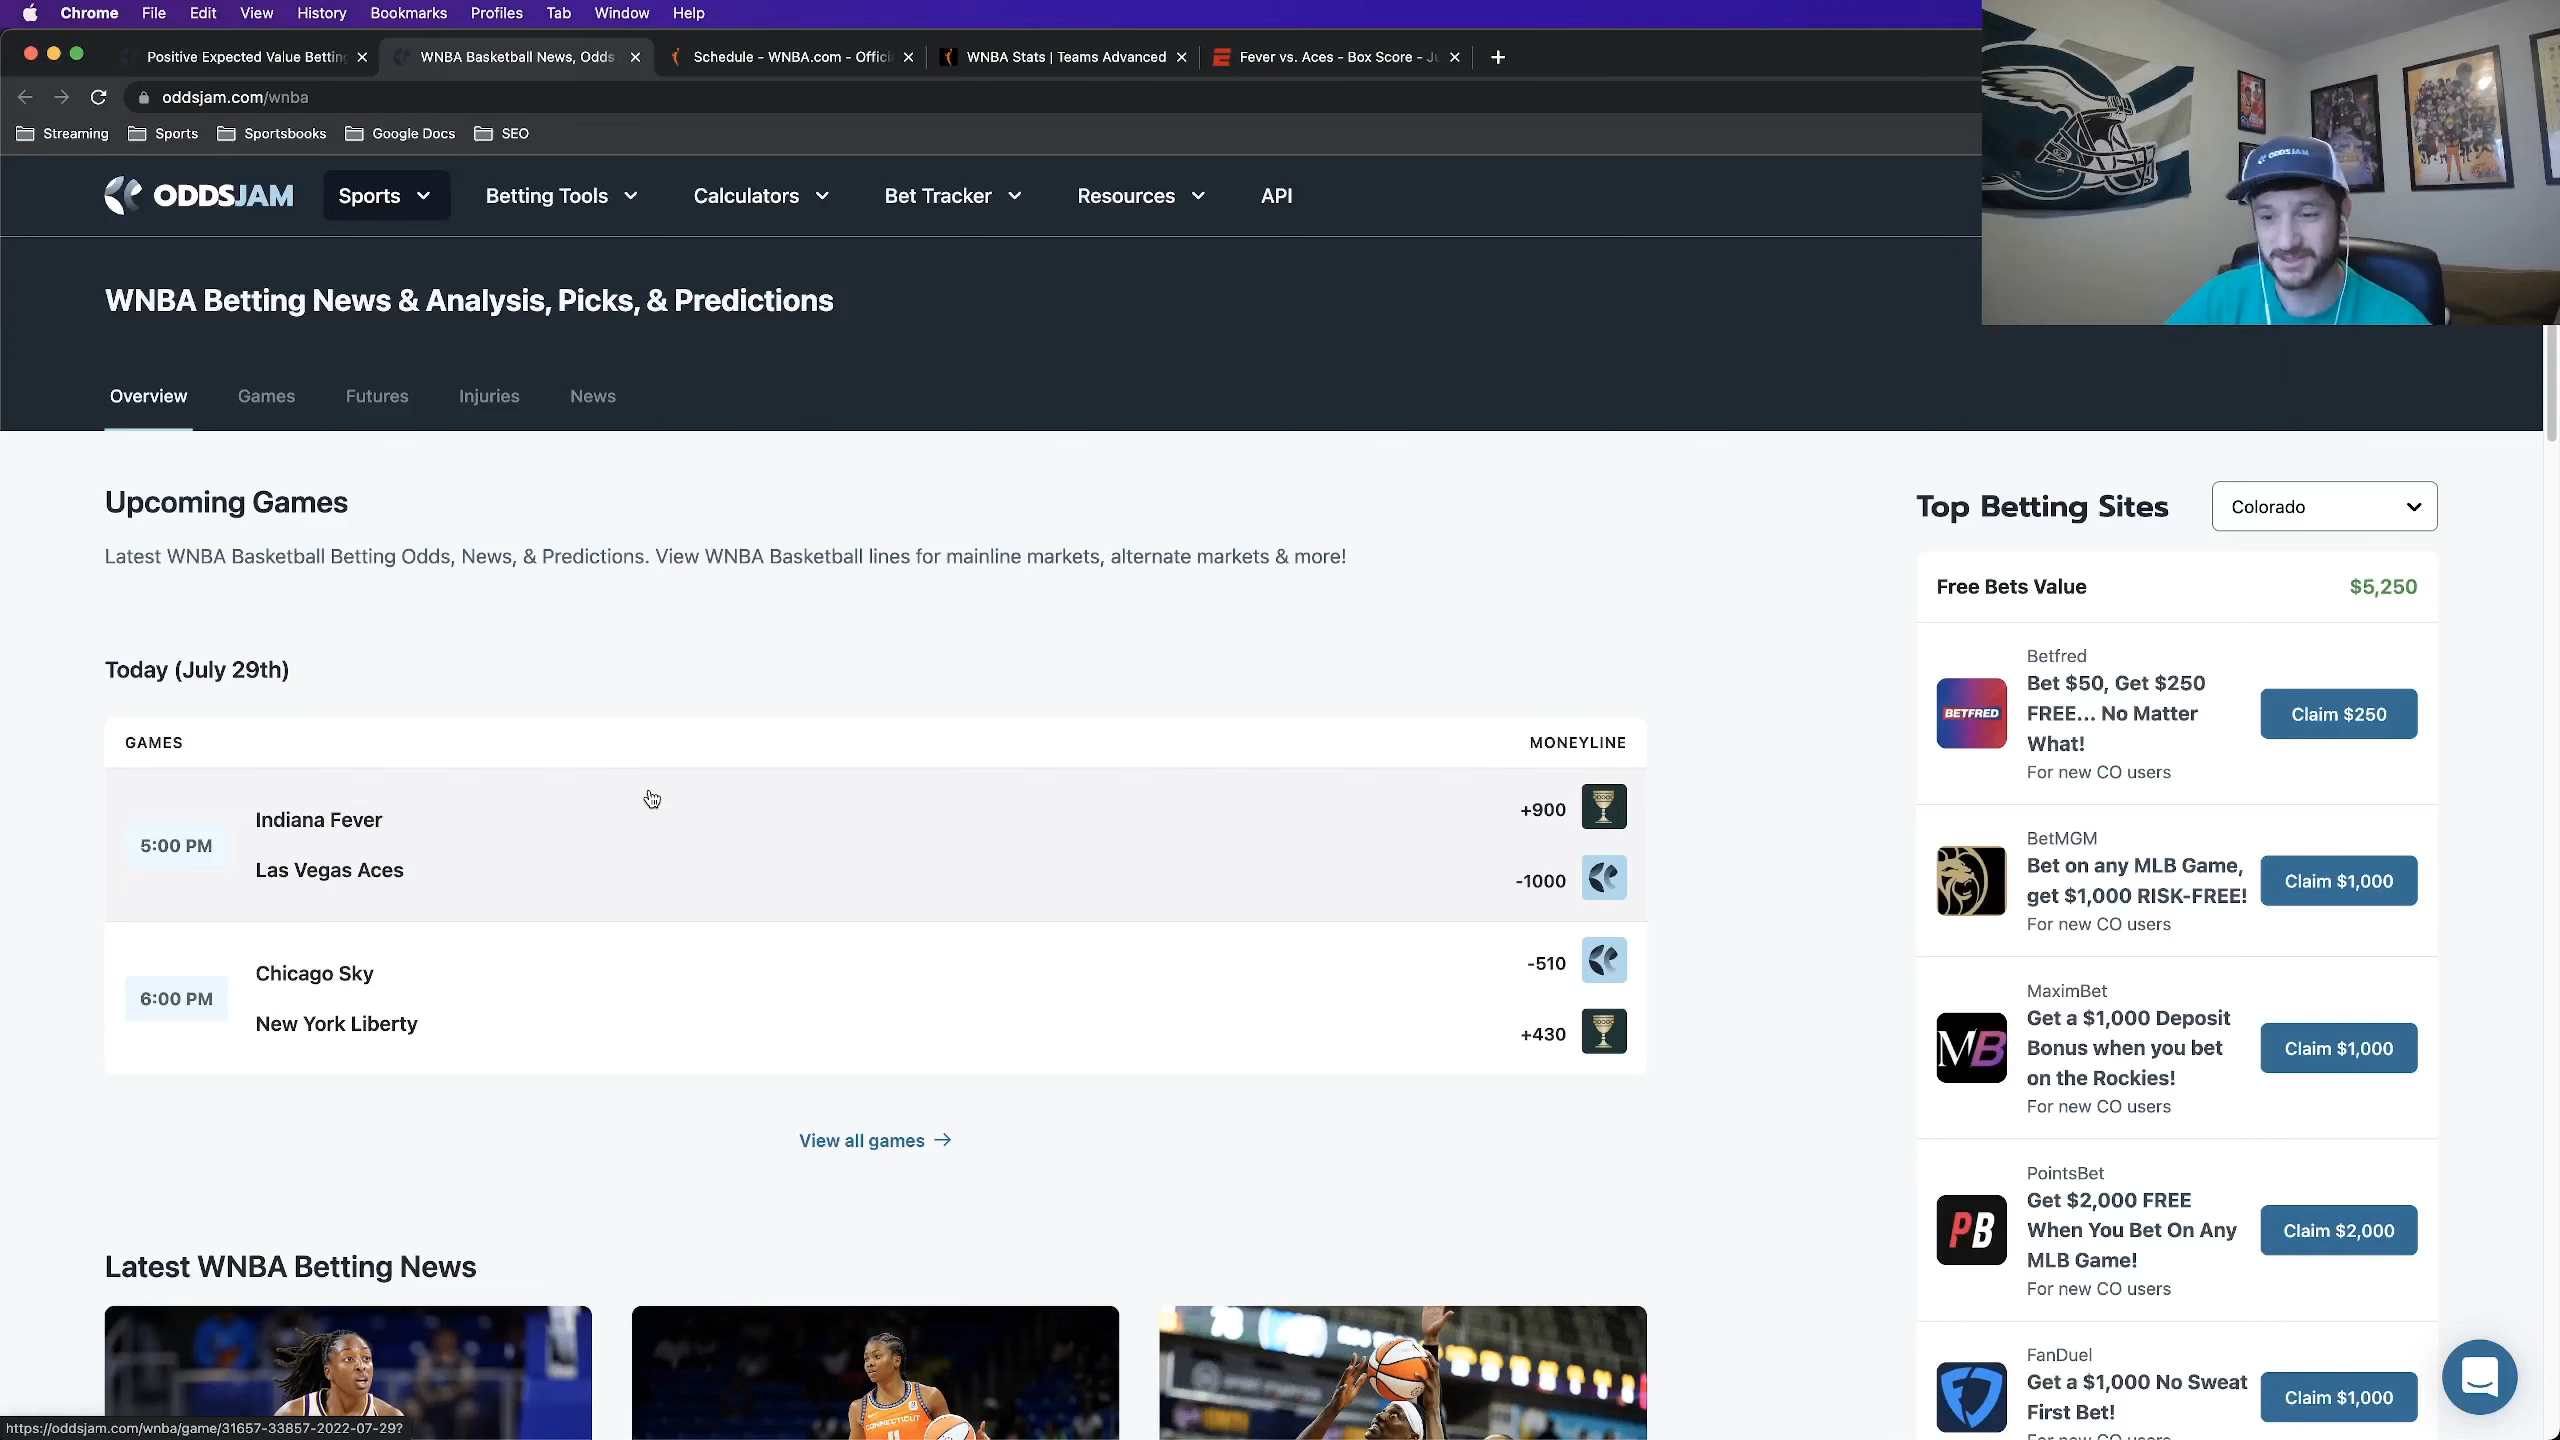 Chrome File Edit View History Bookmarks Profiles Tab Window Help
Positive Expected Value Betting
WNBA Basketball News, Odds
Schedule - WNBA.com - Offici
WNBA Stats | Teams Advanced
Fever vs. Aces - Box Score - Ju
oddsjam.com/wnba
Streaming Sports Sportsbooks Google Docs SEO
ODDSJAM Sports Betting Tools Calculators Bet Tracker Resources API
ODDSJAM
WNBA Betting News & Analysis, Picks, & Predictions
Overview Games Futures Injuries News
Upcoming Games
Latest WNBA Basketball Betting Odds, News, & Predictions. View WNBA Basketball lines for mainline markets, alternate markets & more!
Today (July 29th)
GAMES MONEYLINE
5:00 PM
Indiana Fever +900
Las Vegas Aces -1000
6:00 PM
Chicago Sky -510
New York Liberty +430
View all games →
Latest WNBA Betting News
CONNECTICUT
Top Betting Sites
Colorado
Free Bets Value $5,250
BETFRED
Betfred
Bet $50, Get $250
FREE... No Matter
What!
For new CO users
Claim $250
BetMGM
Bet on any MLB Game,
get $1,000 RISK-FREE!
For new CO users
Claim $1,000
MB
MaximBet
Get a $1,000 Deposit
Bonus when you bet
on the Rockies!
For new CO users
Claim $1,000
PB
PointsBet
Get $2,000 FREE
When You Bet On Any
MLB Game!
For new CO users
Claim $2,000
FanDuel
Get a $1,000 No Sweat
First Bet!
For new CO users
Claim $1,000
https://oddsjam.com/wnba/game/31657-33857-2022-07-29?